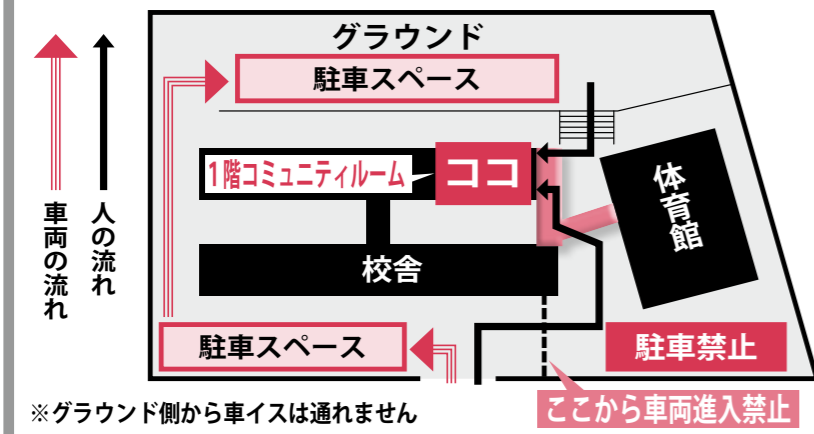 グラウンド
駐車スペース
1階コミュニティルーム
ココ
体育館
校舎
駐車スペース
駐車禁止
車両の流れ
人の流れ
※グラウンド側から車イスは通れません
ここから車両進入禁止